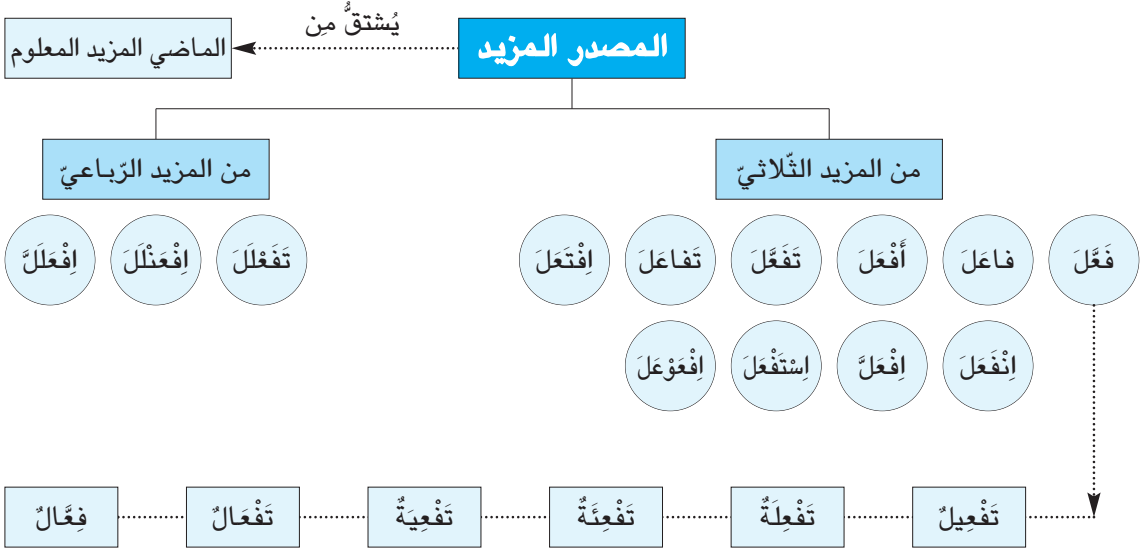 المصدر المزيد
يُشتقُّ مِن
الماضي المزيد المعلوم
من المزيد الثّلاثيّ
من المزيد الرّباعيّ
فَعَّلَ
فاعَلَ
أَفْعَلَ
تَفَعَّلَ
تَفاعَلَ
اِفْتَعَلَ
تَفَعْلَلَ
اِفْعَنْلَلَ
اِفْعَلَلَّ
اِنْفَعَلَ
اِفْعَلَّ
اِسْتَفْعَلَ
اِفْعَوْعَلَ
تَفْعِيلٌ
تَفْعِلَةٌ
تَفْعِئَةٌ
تَفْعِيَةٌ
تَفْعَالٌ
فِعَّالٌ